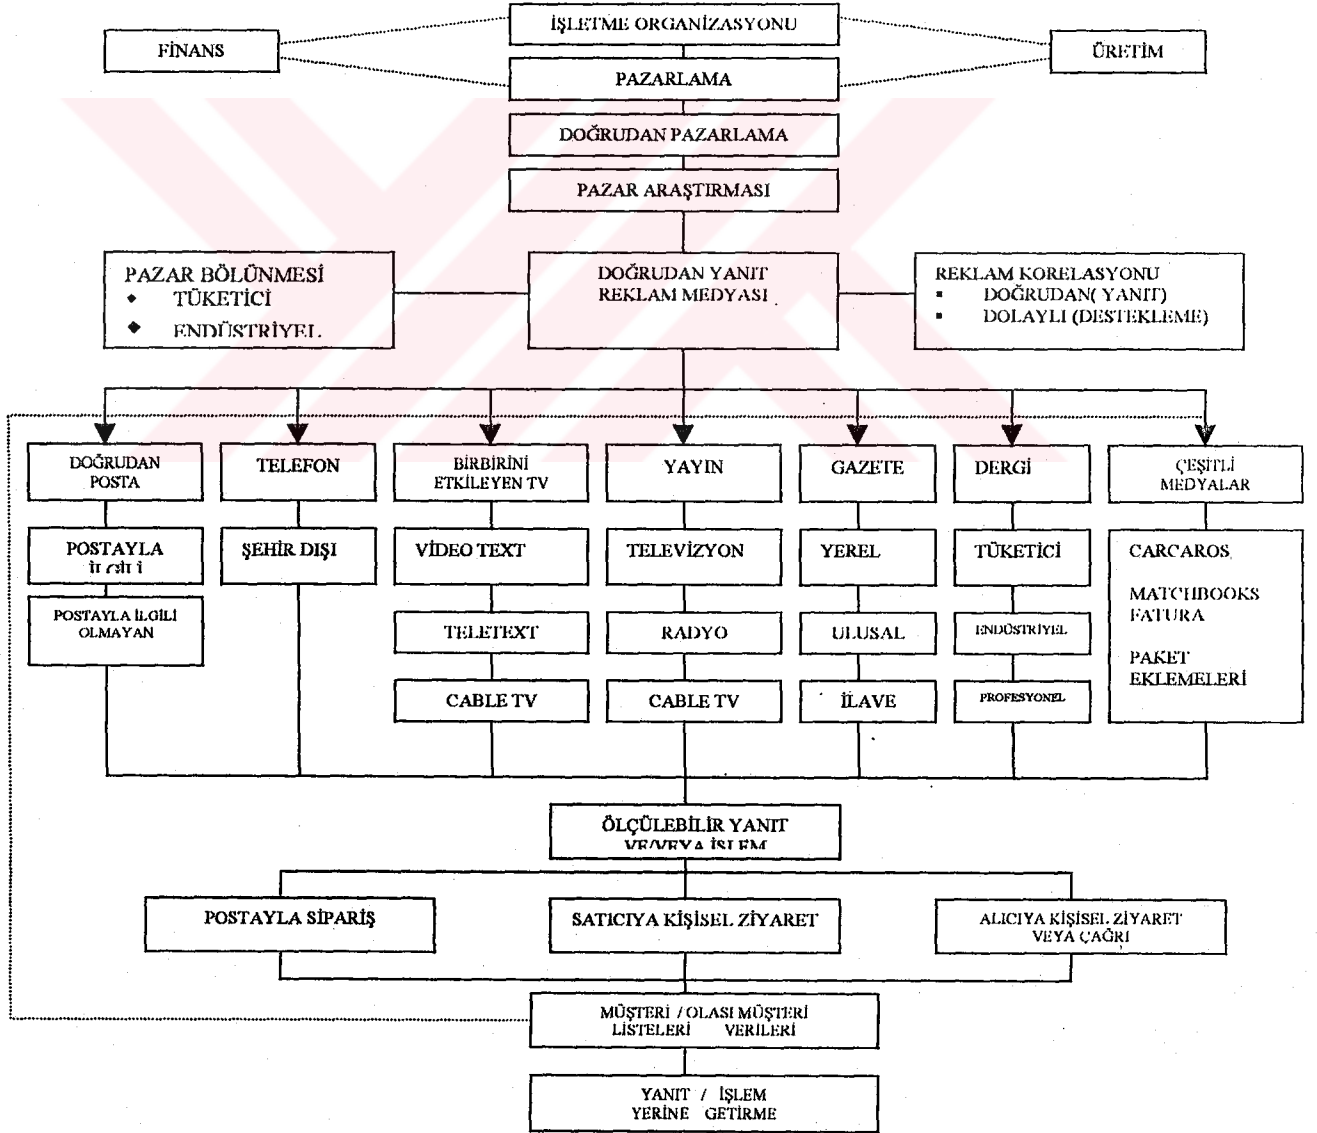 İŞLETME ORGANİZASYONU
FİNANS
ÜRETİM
PAZARLAMA
DOĞRUDAN PAZARLAMA
PAZAR ARAŞTIRMASI
PAZAR BÖLÜNMESİ
TÜKETİCİ
ENDÜSTRİYEL
DOĞRUDAN YANIT
REKLAM MEDYASI
REKLAM KORELASYONU
DOĞRUDAN( YANIT)
DOLAYLI (DESTEKLEME)
DOĞRUDAN
POSTA
TELEFON
BİRBİRİNİ
ETKİLEYEN TV
YAYIN
GAZETE
DERGİ
ÇEŞİTLİ
MEDYALAR
POSTAYLA
İLGİLİ
ŞEHİR DIŞI
VİDEO TEXT
TELEVİZYON
YEREL
TÜKETİCİ
CARCAROS
MATCHBOOKS
FATURA
PAKET
EKLEMELERİ
POSTAYLA İLGİLİ
OLMAYAN
TELETEXT
RADYO
ULUSAL
ENDÜSTRİYEL
CABLE TV
CABLE TV
İLAVE
PROFESYONEL
ÖLÇÜLEBİLİR YANIT
VE/VEYA İŞLEM
POSTAYLA SİPARİŞ
SATICIYA KİŞİSEL ZİYARET
ALICIYA KİŞİSEL ZİYARET
VEYA ÇAĞRI
MÜŞTERİ / OLASI MÜŞTERİ
LİSTELERİ VERİLERİ
YANIT / İŞLEM
YERİNE GETİRME